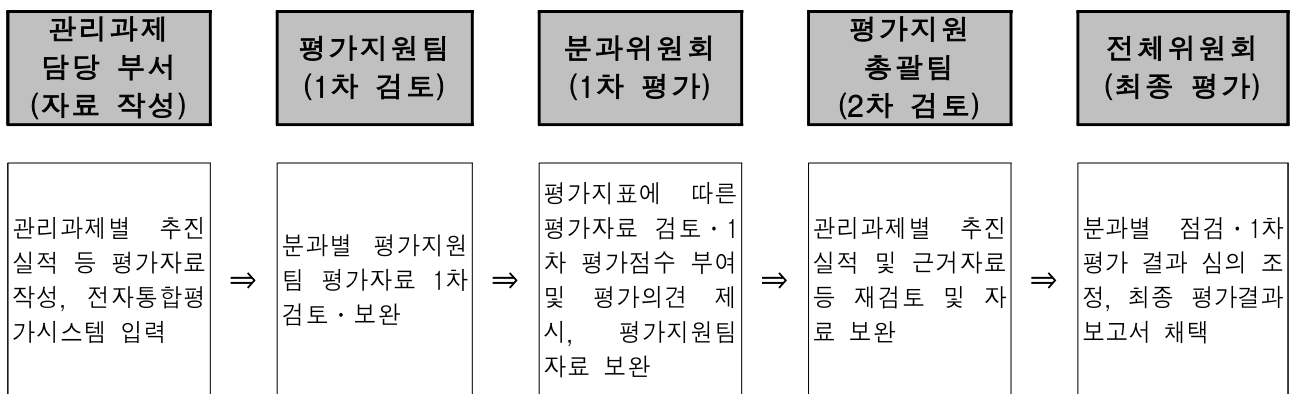 관리과제
담당 부서
(자료 작성)
평가지원팀
(1차 검토)
분과위원회
(1차 평가)
평가지원
총괄팀
(2차 검토)
전체위원회
(최종 평가)
관리과제별 추진
실적 등 평가자료
작성, 전자통합평
가시스템 입력
⇒
분과별 평가지원
팀 평가자료 1차
검토·보완
⇒
평가지표에 따른
평가자료 검토·1
차 평가점수 부여
및 평가의견 제
시, 평가지원팀
자료 보완
⇒
관리과제별 추진
실적 및 근거자료
등 재검토 및 자
료 보완
⇒
분과별 점검·1차
평가 결과 심의 조
정, 최종 평가결과
보고서 채택